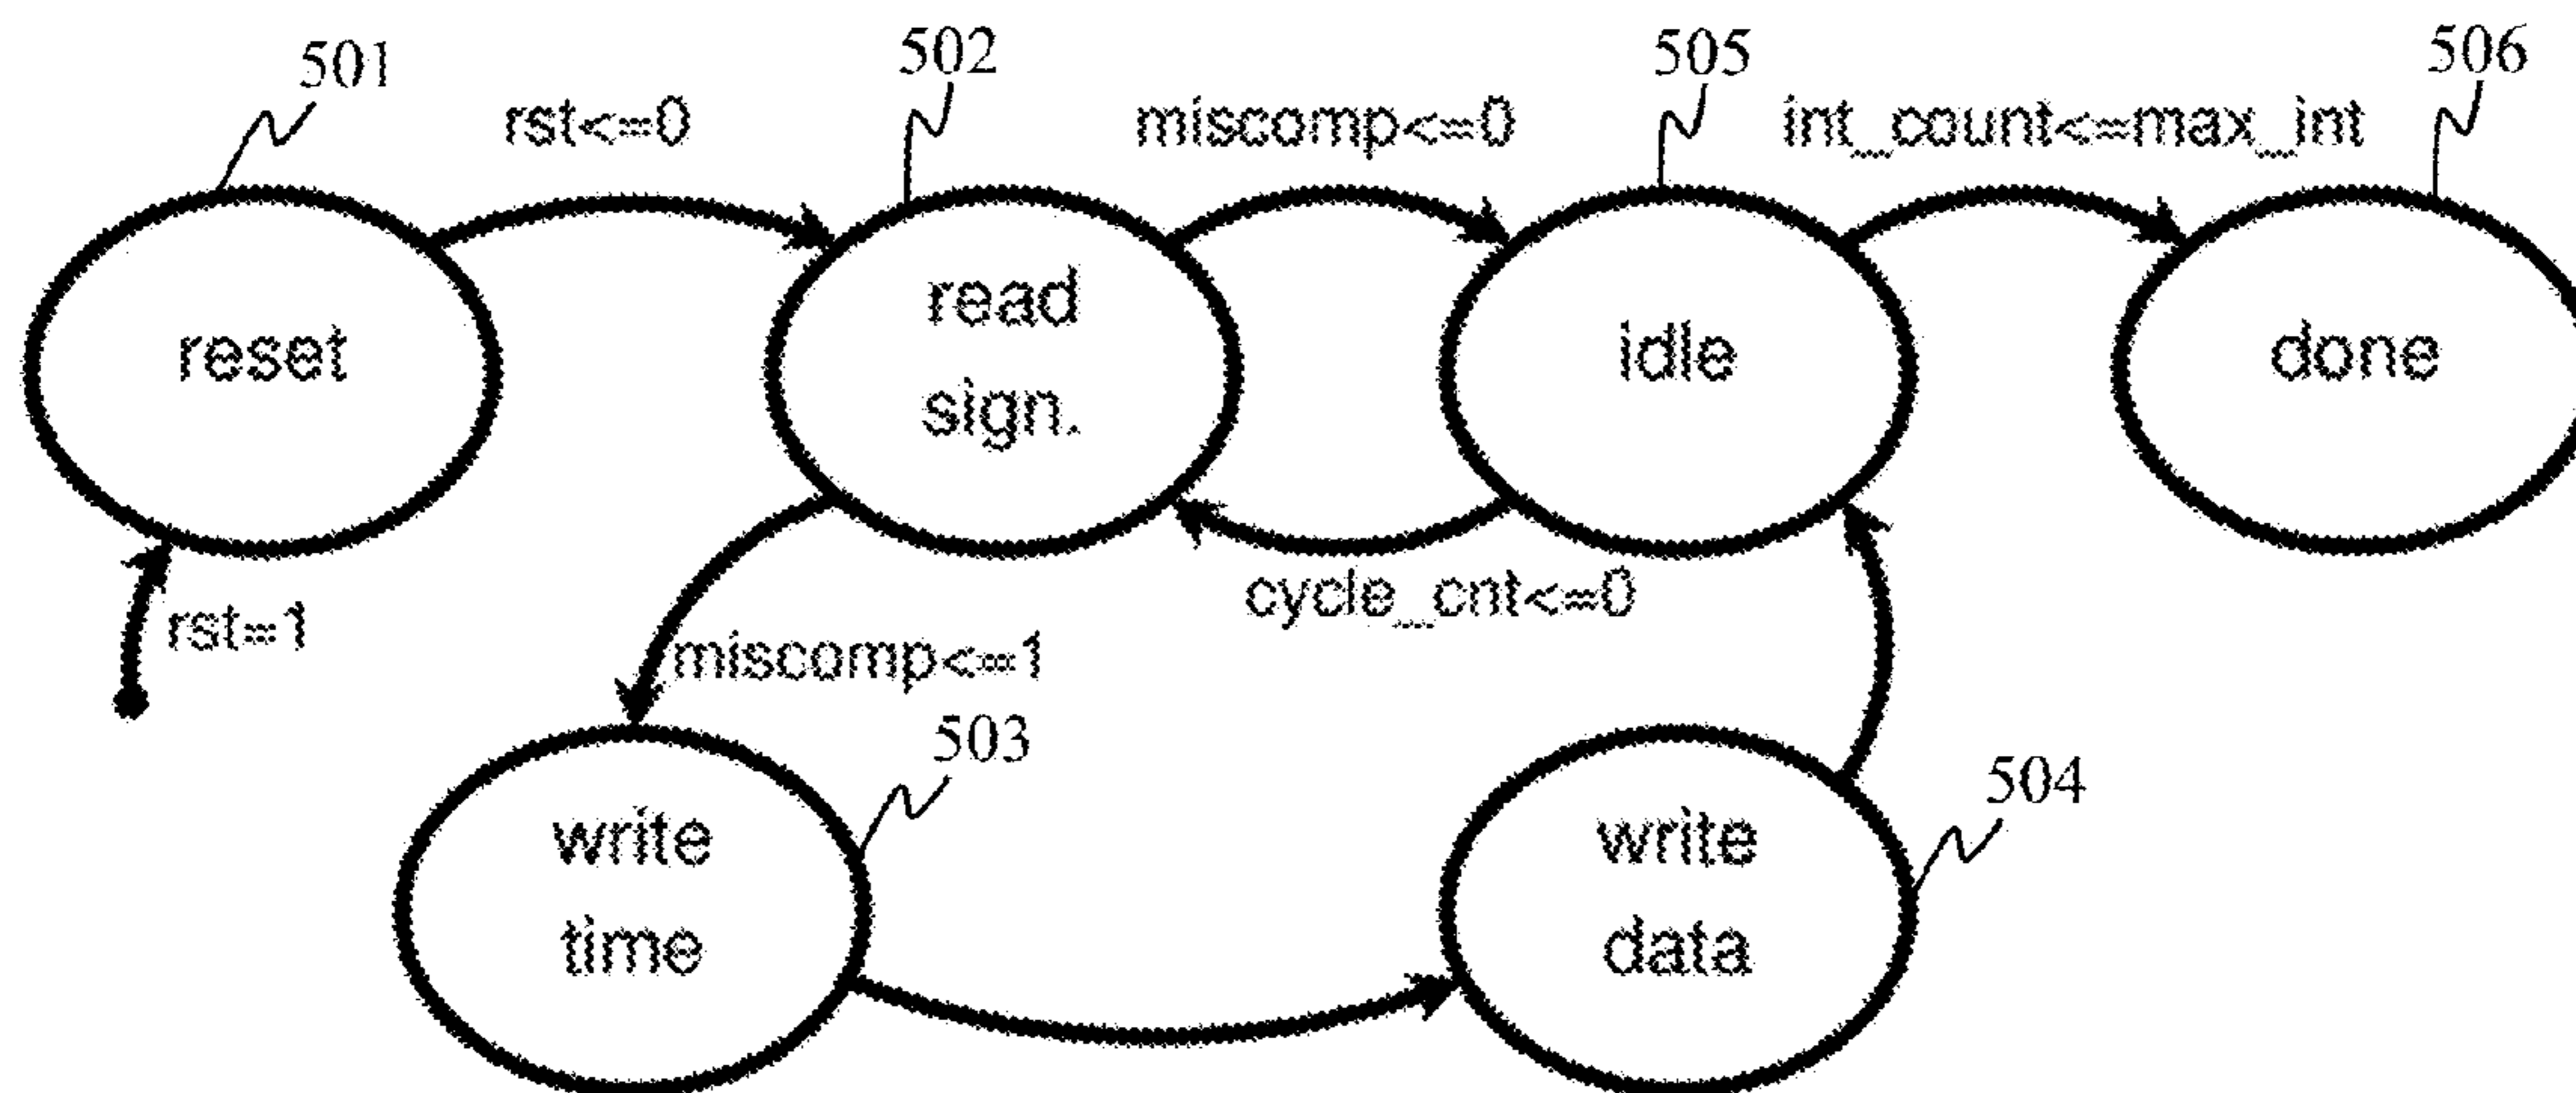 501
502
505
506
rst<=0
miscomp<=0
int_count<=max_int
reset
read
sign.
idle
done
rst=1
cycle_cnt<=0
miscomp<=1
503
504
write
time
write
data